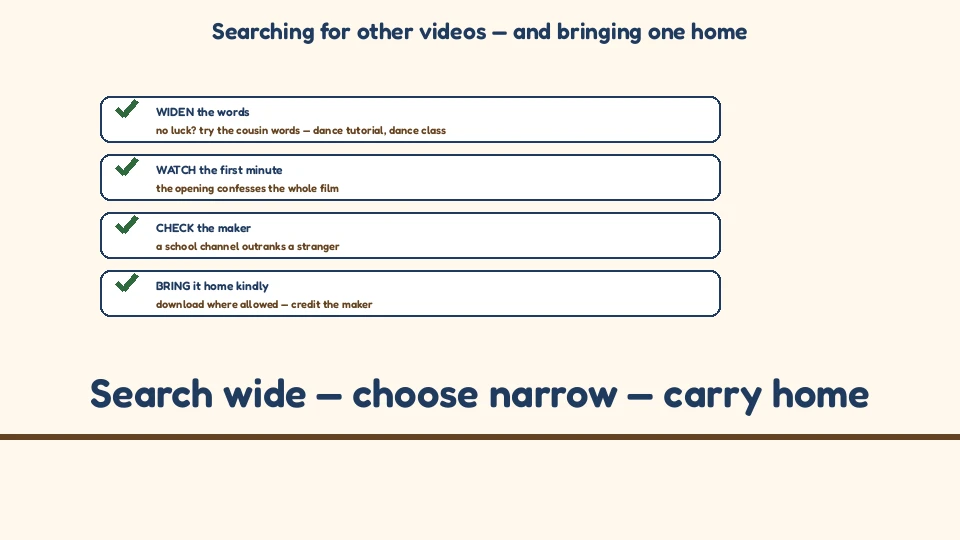 Searching for other videos — and bringing one home
WIDEN the words
no luck? try the cousin words — dance tutorial, dance class
WATCH the first minute
the opening confesses the whole film
CHECK the maker
a school channel outranks a stranger
BRING it home kindly
download where allowed — credit the maker
Search wide — choose narrow — carry home